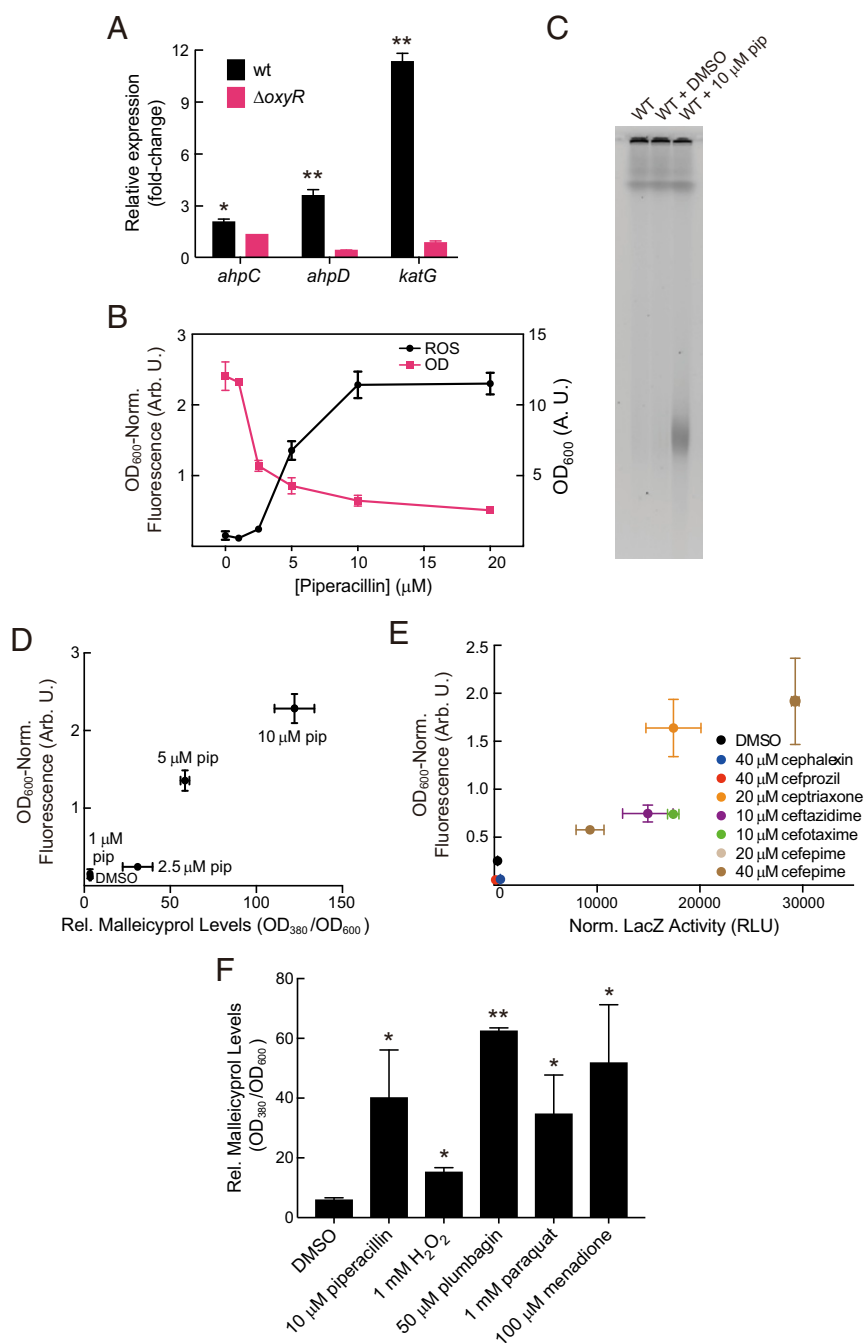 A
Relative expression
(fold-change)
12
9
6
3
0
wt
ΔoxyR
*
**
**
ahpC
ahpD
katG
B
OD600-Norm.
Fluorescence (Arb. U.)
3
2
1
ROS
OD
15
10
5
OD600 (A. U.)
0
5
10
15
20
[Piperacillin] (μM)
C
WT
WT + DMSO
WT + 10 μM pip
D
OD600-Norm.
Fluorescence (Arb. U.)
3
2
1
0
10 μM pip
5 μM pip
1 μM
pip
DMSO
2.5 μM pip
0
50
100
150
Rel. Malleicyprol Levels (OD380/OD600)
E
OD600-Norm.
Fluorescence (Arb. U.)
2.5
2.0
1.5
1.0
0.5
DMSO
40 μM cephalexin
40 μM cefprozil
20 μM ceptriaxone
10 μM ceftazidime
10 μM cefotaxime
20 μM cefepime
40 μM cefepime
0
10000
20000
30000
Norm. LacZ Activity (RLU)
F
Rel. Malleicyprol Levels
(OD380/OD600)
80
60
40
20
0
*
*
**
*
*
DMSO
10 μM piperacillin
1 mM H2O2
50 μM plumbagin
1 mM paraquat
100 μM menadione